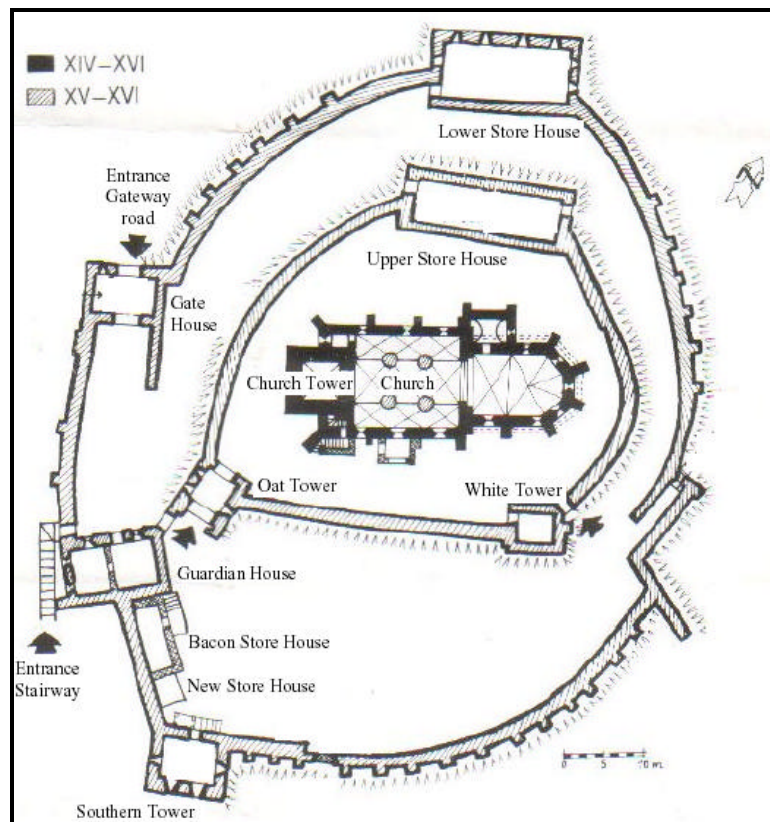 XIV-XVI
XV-XVI
Lower Store House
Entrance
Gateway
road
Upper Store House
Gate
House
Church Tower
Church
Oat Tower
White Tower
Guardian House
Bacon Store House
Entrance
Stairway
New Store House
0 5 10 m.
Southern Tower